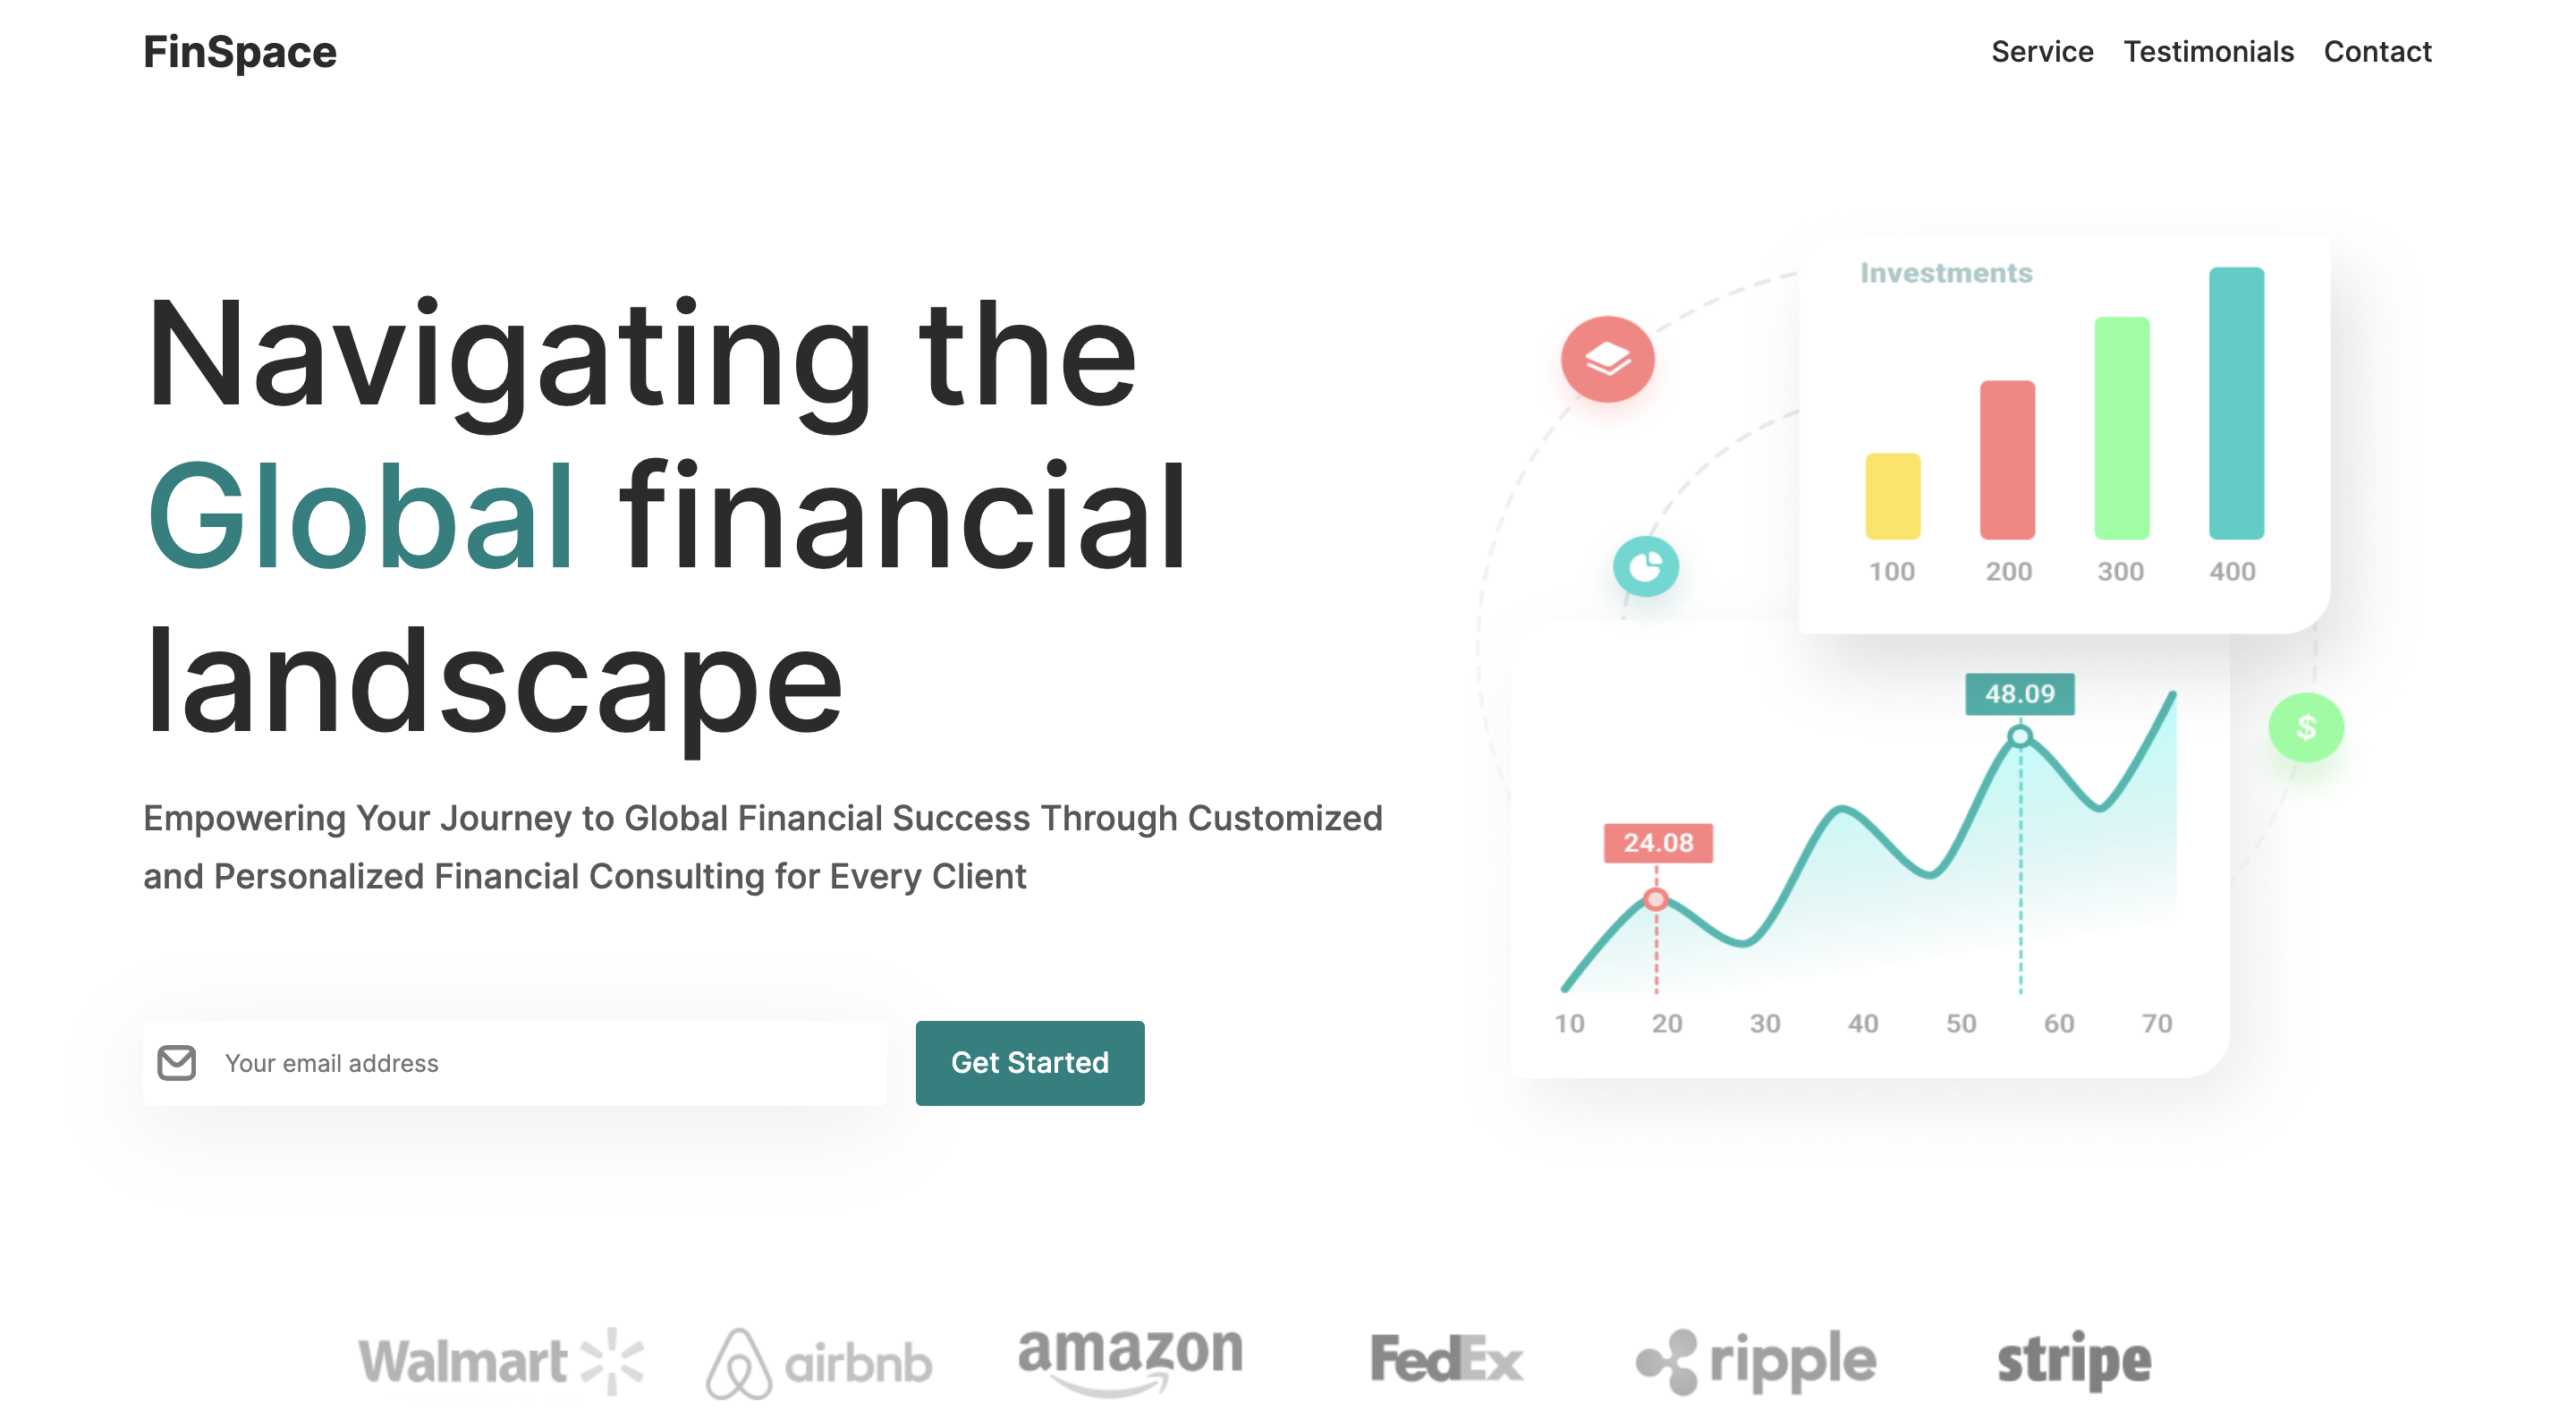 FinSpace
Service Testimonials Contact
Navigating the
Global financial
landscape
Empowering Your Journey to Global Financial Success Through Customized
and Personalized Financial Consulting for Every Client
Your email address
Get Started
Investments
100 200 300 400
48.09
$
24.08
10 20 30 40 50 60 70
Walmart airbnb amazon FedEx ripple stripe